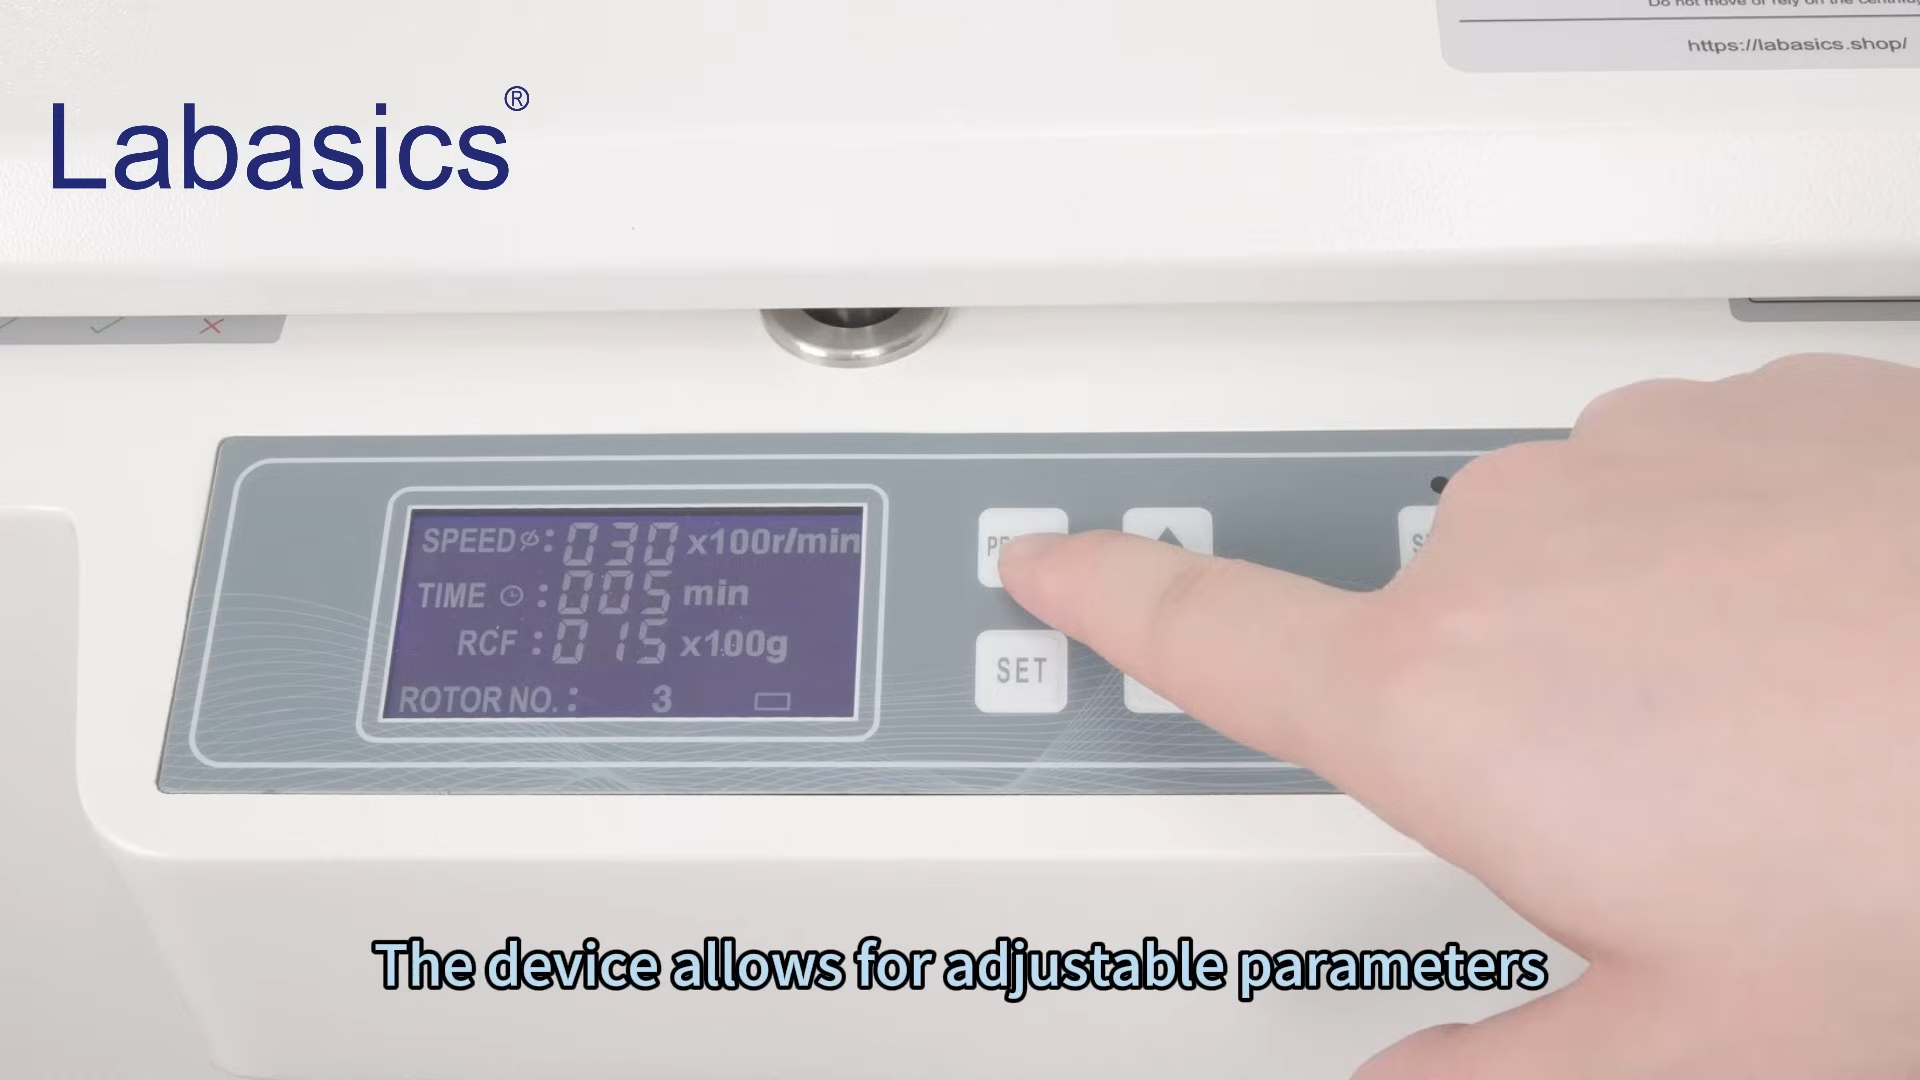 https://labasics.shop/
Labasics®
SPEED : 030 x100r/min
TIME : 005 min
RCF : 015 x100g
ROTOR NO. : 3
SET
The device allows for adjustable parameters